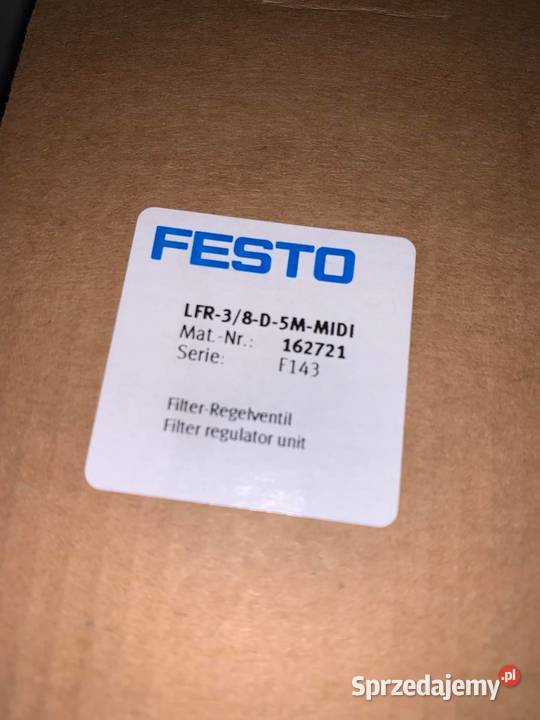 FESTO
LFR-3/8-D-5M-MIDI
Mat.-Nr.: 162721
Serie: F143
Filter-Regelventil
Filter regulator unit
Sprzedajemy.pl